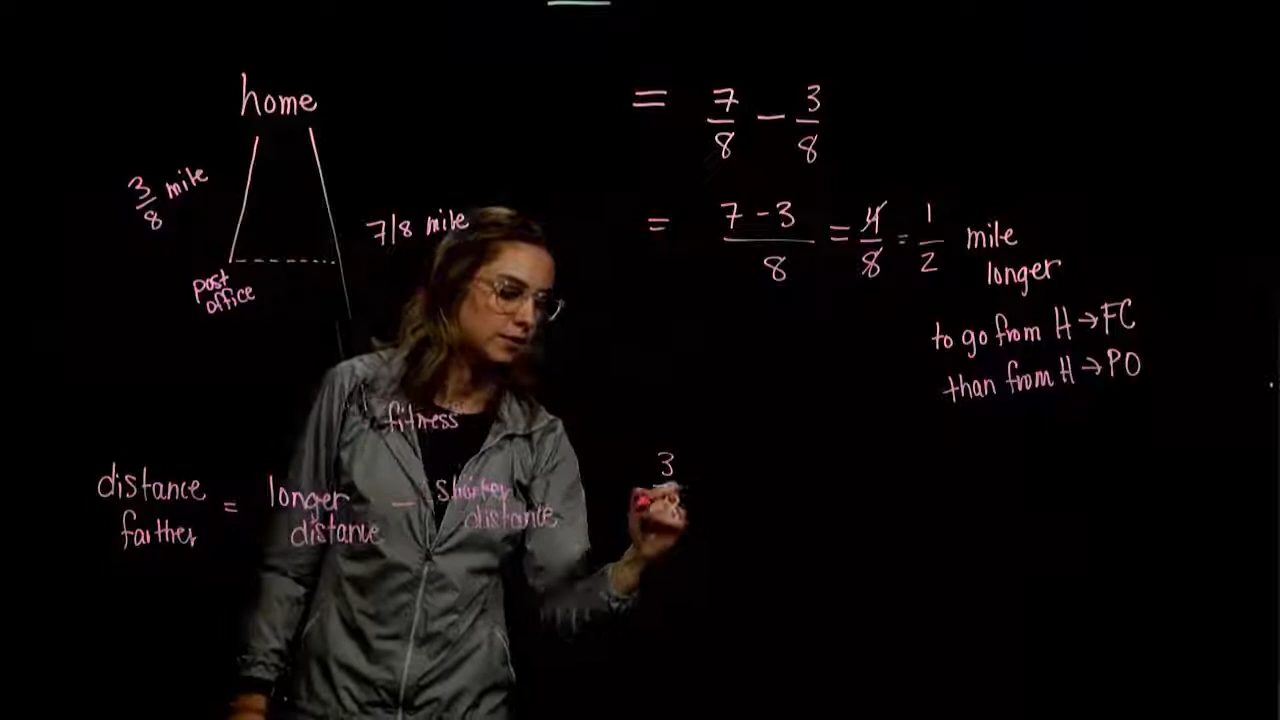 home
3/8 mile
7/8 mile
post
office
fitness
distance
farther
=
longer
distance
-
shorter
distance
= 7/8 - 3/8
= 7-3/8 = 4/8 = 1/2 mile
longer
to go from H→FC
than from H→PO
3